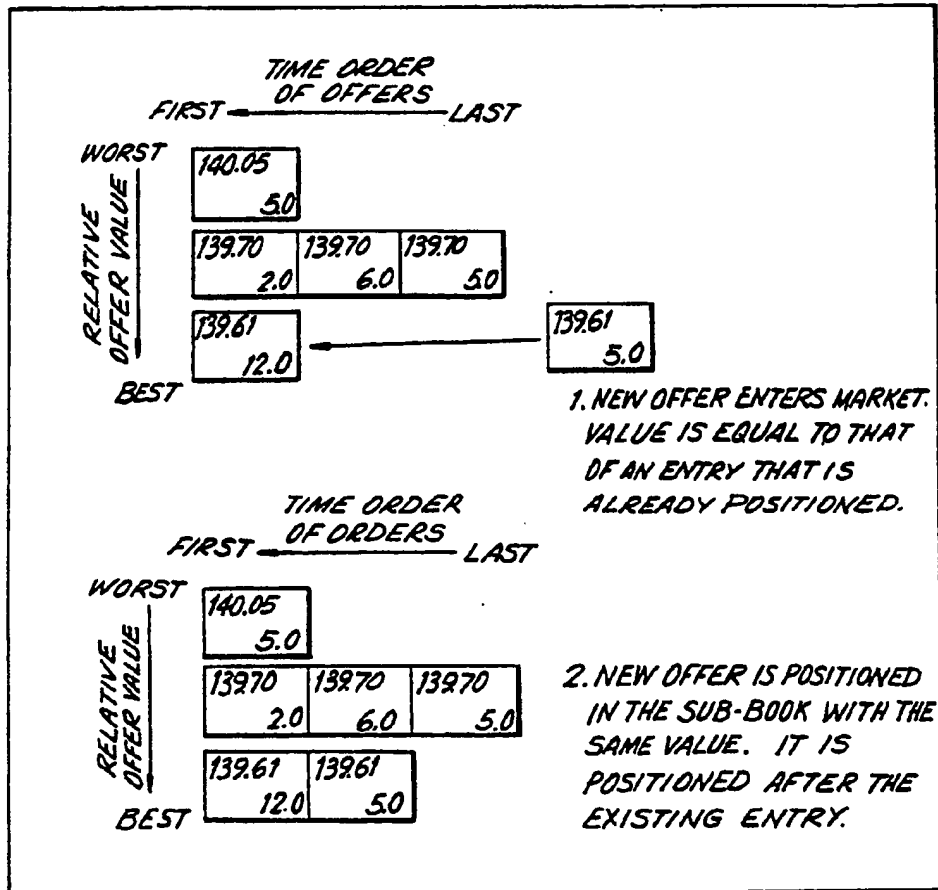 TIME ORDER
OF OFFERS
FIRST LAST
WORST
RELATIVE
OFFER VALUE
BEST
140.05
5.0
139.70 139.70 139.70
2.0 6.0 5.0
139.61 139.61
12.0 5.0
1. NEW OFFER ENTERS MARKET.
VALUE IS EQUAL TO THAT
OF AN ENTRY THAT IS
ALREADY POSITIONED.
TIME ORDER
OF ORDERS
FIRST LAST
WORST
RELATIVE
OFFER VALUE
BEST
140.05
5.0
139.70 139.70 139.70
2.0 6.0 5.0
139.61 139.61
12.0 5.0
2. NEW OFFER IS POSITIONED
IN THE SUB-BOOK WITH THE
SAME VALUE. IT IS
POSITIONED AFTER THE
EXISTING ENTRY.